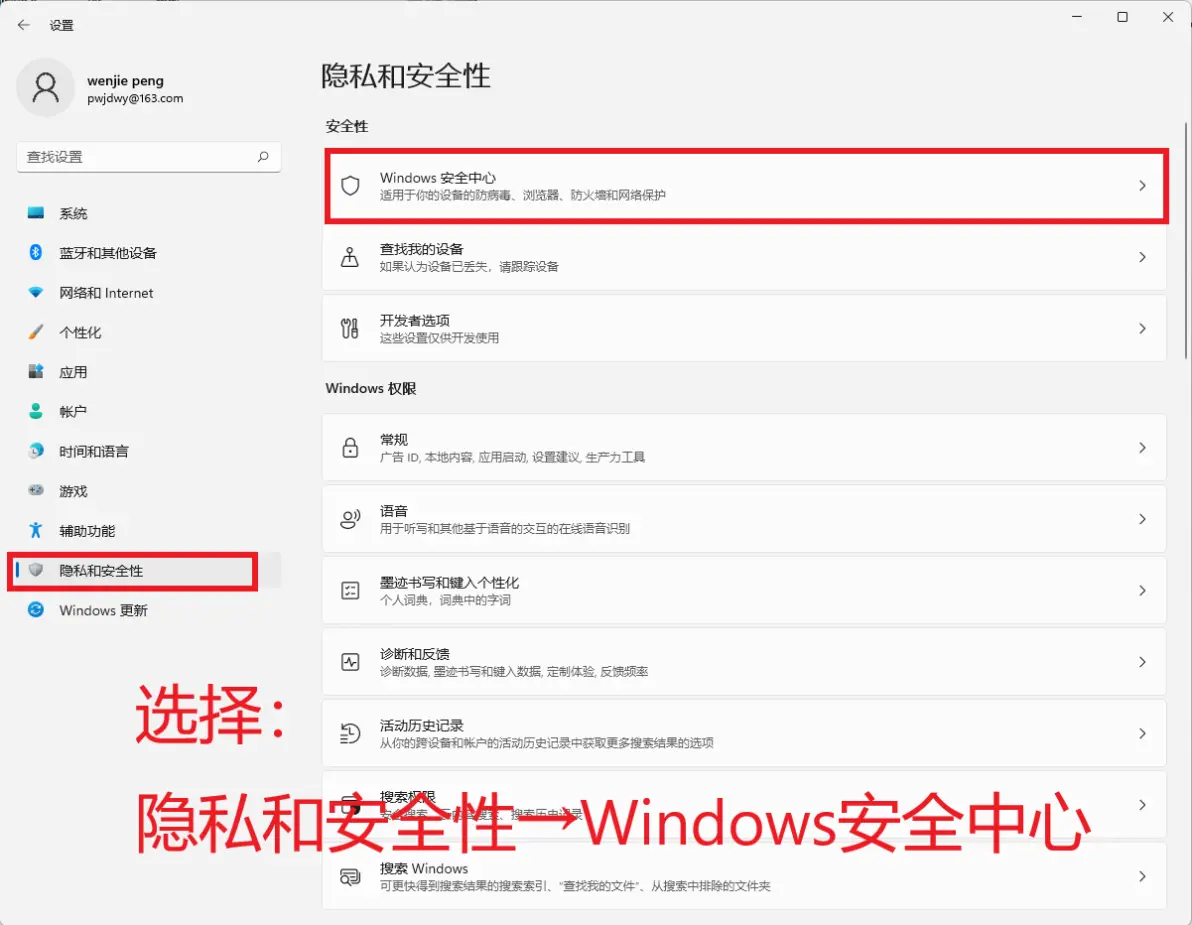 设置
wenjie peng
pwjdwy@163.com
查找设置
系统
蓝牙和其他设备
网络和 Internet
个性化
应用
帐户
时间和语言
游戏
辅助功能
隐私和安全性
Windows 更新
隐私和安全性
安全性
Windows 安全中心
适用于你的设备的防病毒、浏览器、防火墙和网络保护
查找我的设备
如果认为设备已丢失，请跟踪设备
开发者选项
这些设置仅供开发使用
Windows 权限
常规
广告 ID, 本地内容, 应用启动, 设置建议, 生产力工具
语音
用于听写和其他基于语音的交互的在线语音识别
墨迹书写和键入个性化
个人词典，词典中的字词
诊断和反馈
诊断数据, 墨迹书写和键入数据, 定制体验, 反馈频率
活动历史记录
从你的跨设备和帐户的活动历史记录中获取更多搜索结果的选项
搜索权限
安全搜索、搜索历史记录
搜索 Windows
可更快得到搜索结果的搜索索引、"查找我的文件"、从搜索中排除的文件夹
选择：
隐私和安全性→Windows安全中心